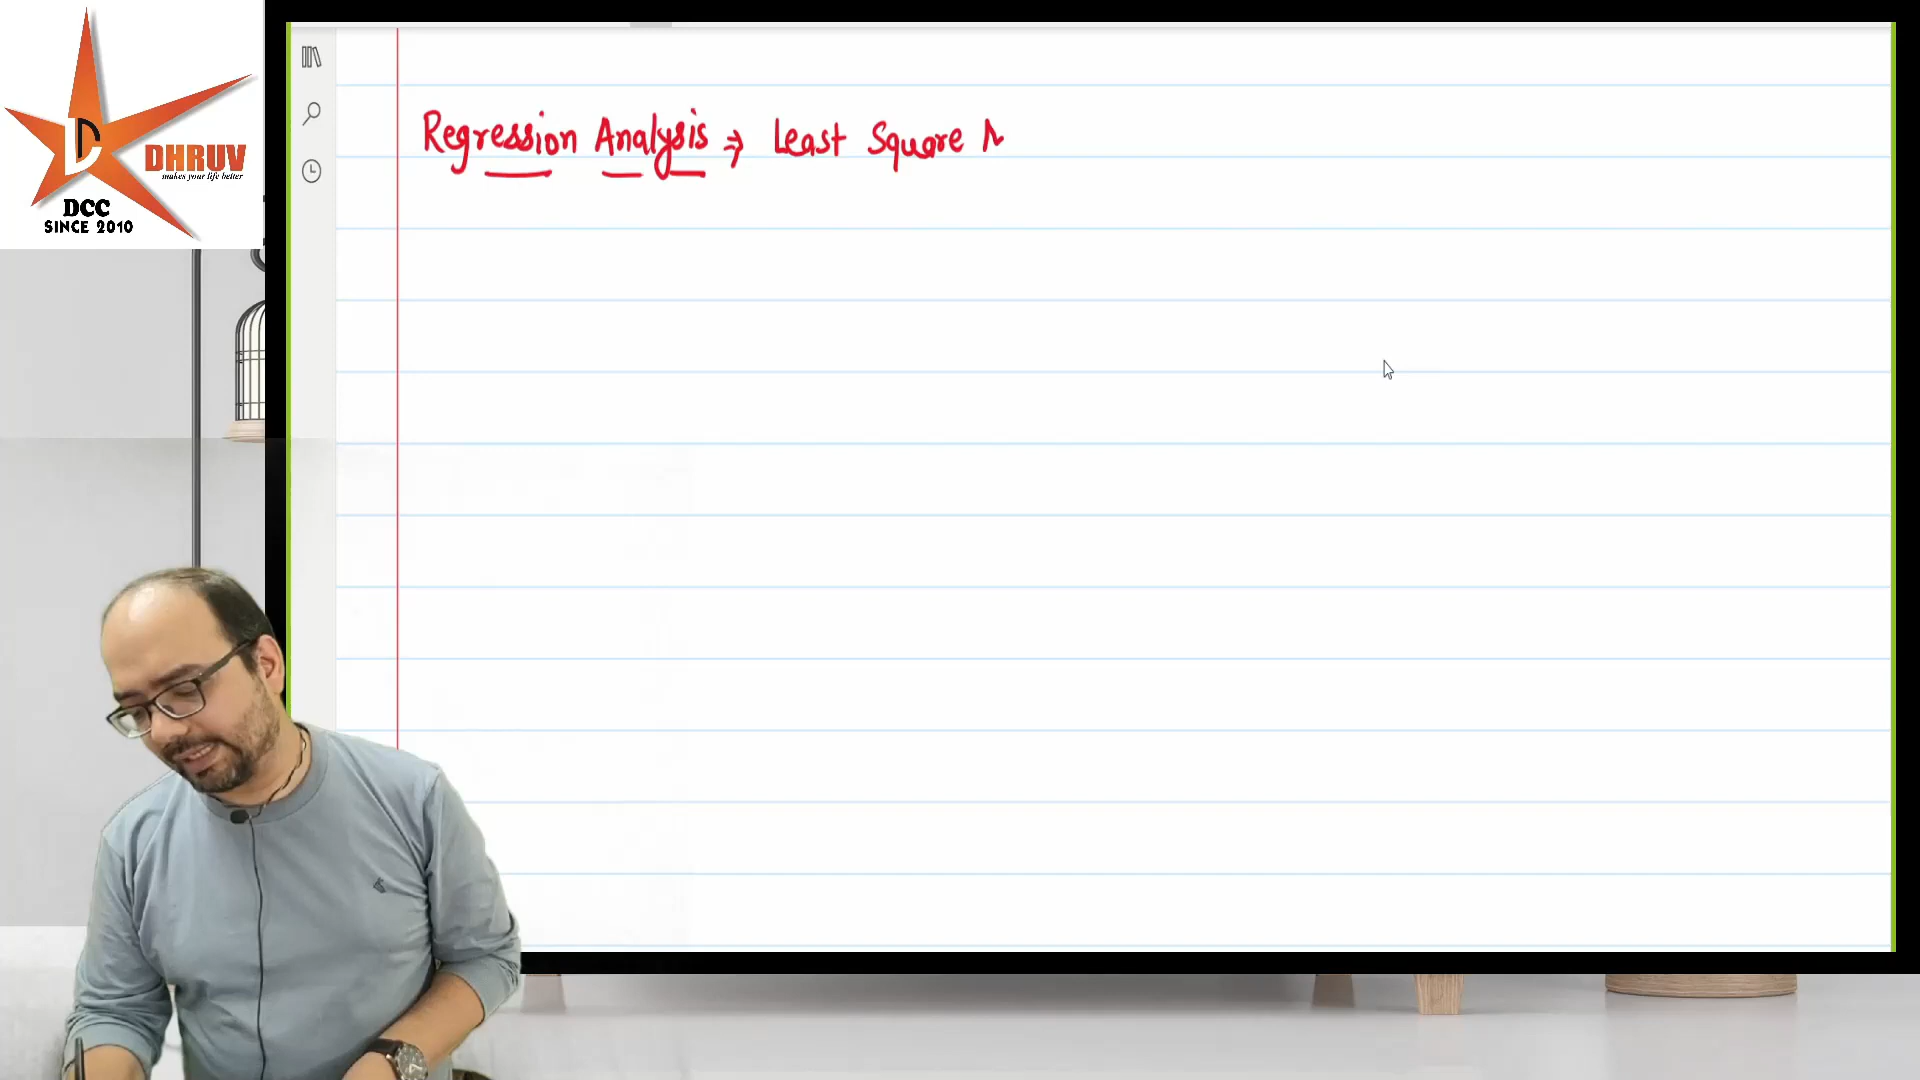 D
DHRUV
makes your life better
DCC
SINCE 2010
Regression Analysis ⇒ Least Square M